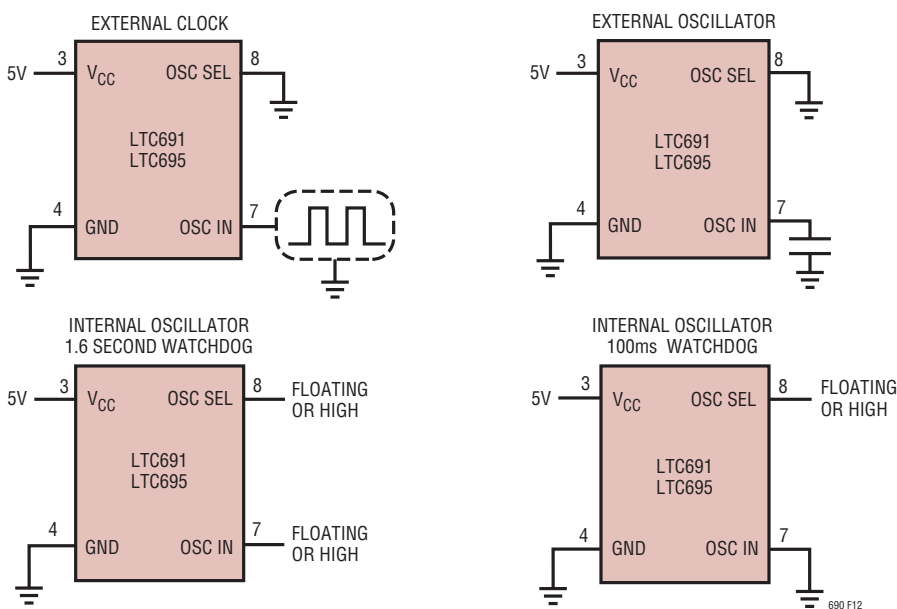 EXTERNAL CLOCK
5V
3
VCC
OSC SEL
8
LTC691
LTC695
4
GND
OSC IN
7
EXTERNAL OSCILLATOR
5V
3
VCC
OSC SEL
8
LTC691
LTC695
4
GND
OSC IN
7
INTERNAL OSCILLATOR
1.6 SECOND WATCHDOG
5V
3
VCC
OSC SEL
8
FLOATING
OR HIGH
LTC691
LTC695
4
GND
OSC IN
7
FLOATING
OR HIGH
INTERNAL OSCILLATOR
100ms WATCHDOG
5V
3
VCC
OSC SEL
8
FLOATING
OR HIGH
LTC691
LTC695
4
GND
OSC IN
7
690 F12